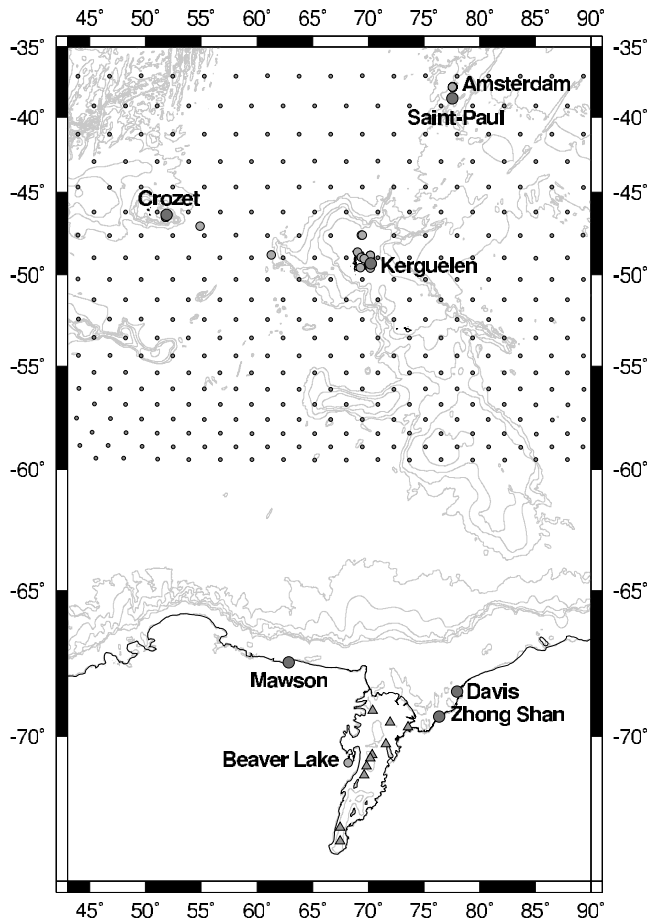 45° 50° 55° 60° 65° 70° 75° 80° 85° 90°
-35° -35°
Amsterdam
-40° -40°
Saint-Paul
Crozet
-45° -45°
Kerguelen
-50° -50°
-55° -55°
-60° -60°
-65° -65°
Mawson
Davis
Zhong Shan
-70° -70°
Beaver Lake
45° 50° 55° 60° 65° 70° 75° 80° 85° 90°